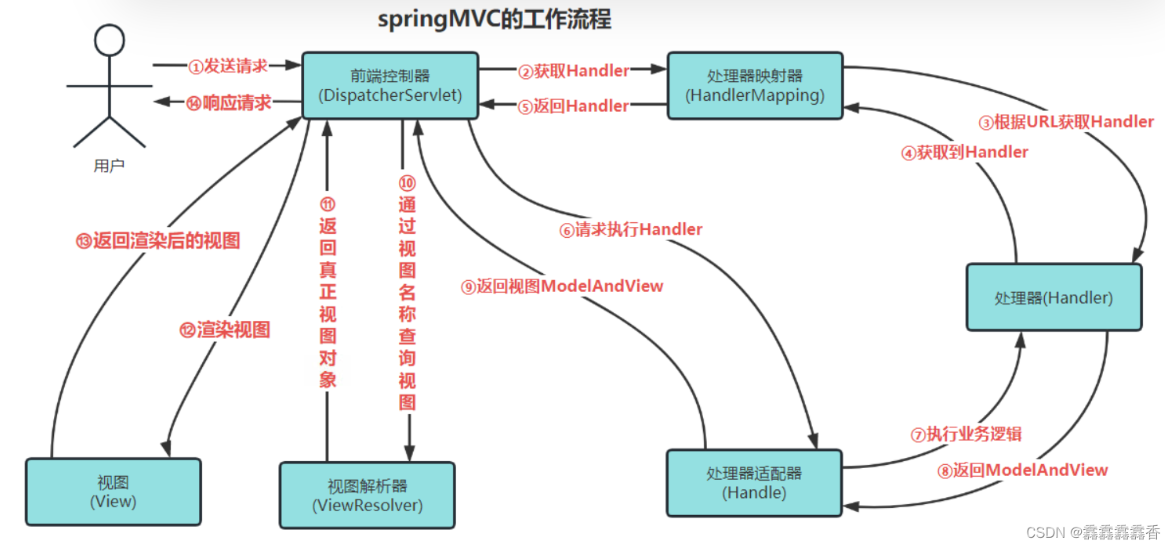 springMVC的工作流程
①发送请求
⑭响应请求
用户
前端控制器
(DispatcherServlet)
②获取Handler
⑤返回Handler
处理器映射器
(HandlerMapping)
③根据URL获取Handler
④获取到Handler
⑩通过视图名称查询视图
⑪返回真正视图对象
⑥请求执行Handler
⑬返回渲染后的视图
⑨返回视图ModelAndView
处理器(Handler)
⑫渲染视图
⑦执行业务逻辑
⑧返回ModelAndView
视图
(View)
视图解析器
(ViewResolver)
处理器适配器
(Handle)
CSDN @馫馫馫馫香